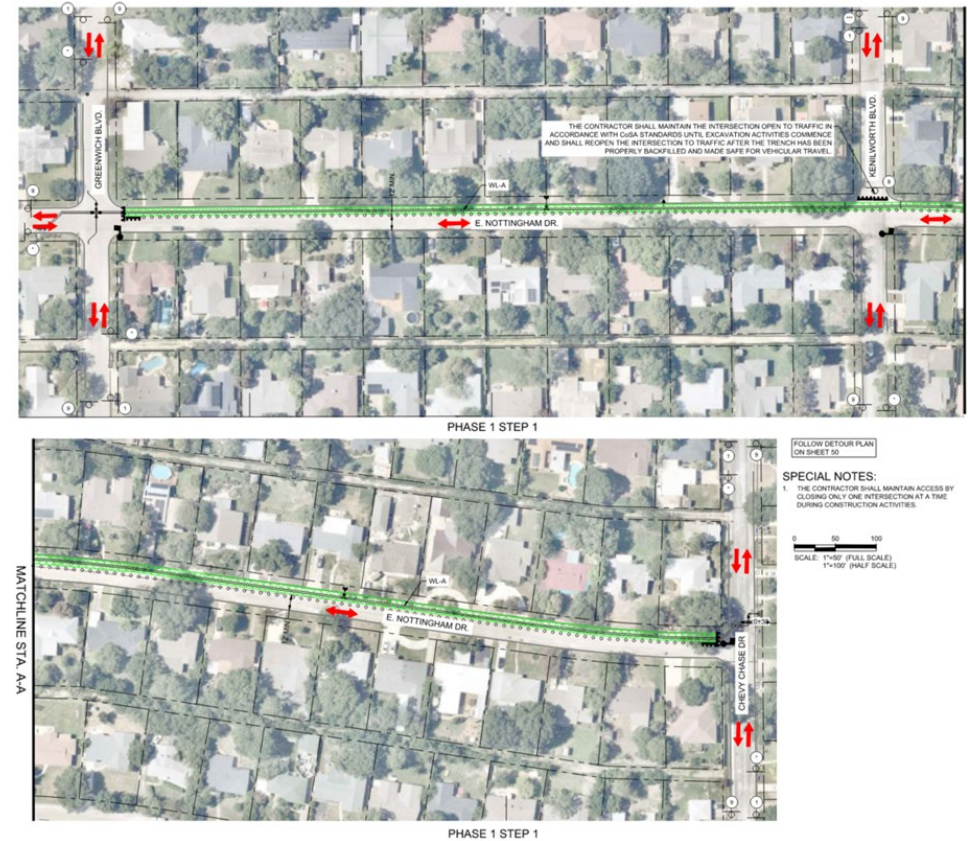 GREENWICH BLVD.
KENILWORTH BLVD.
THE CONTRACTOR SHALL MAINTAIN THE INTERSECTION OPEN TO TRAFFIC IN
ACCORDANCE WITH CoSA STANDARDS UNTIL EXCAVATION ACTIVITIES COMMENCE
AND SHALL REOPEN THE INTERSECTION TO TRAFFIC AFTER THE TRENCH HAS BEEN
PROPERLY BACKFILLED AND MADE SAFE FOR VEHICULAR TRAVEL.
WL-A
E. NOTTINGHAM DR.
PHASE 1 STEP 1
FOLLOW DETOUR PLAN
ON SHEET 50
SPECIAL NOTES:
1. THE CONTRACTOR SHALL MAINTAIN ACCESS BY
CLOSING ONLY ONE INTERSECTION AT A TIME
DURING CONSTRUCTION ACTIVITIES.
0 50 100
SCALE: 1"=50' (FULL SCALE)
1"=100' (HALF SCALE)
MATCHLINE STA. A-A
WL-A
E. NOTTINGHAM DR.
CHEVY CHASE DR
PHASE 1 STEP 1